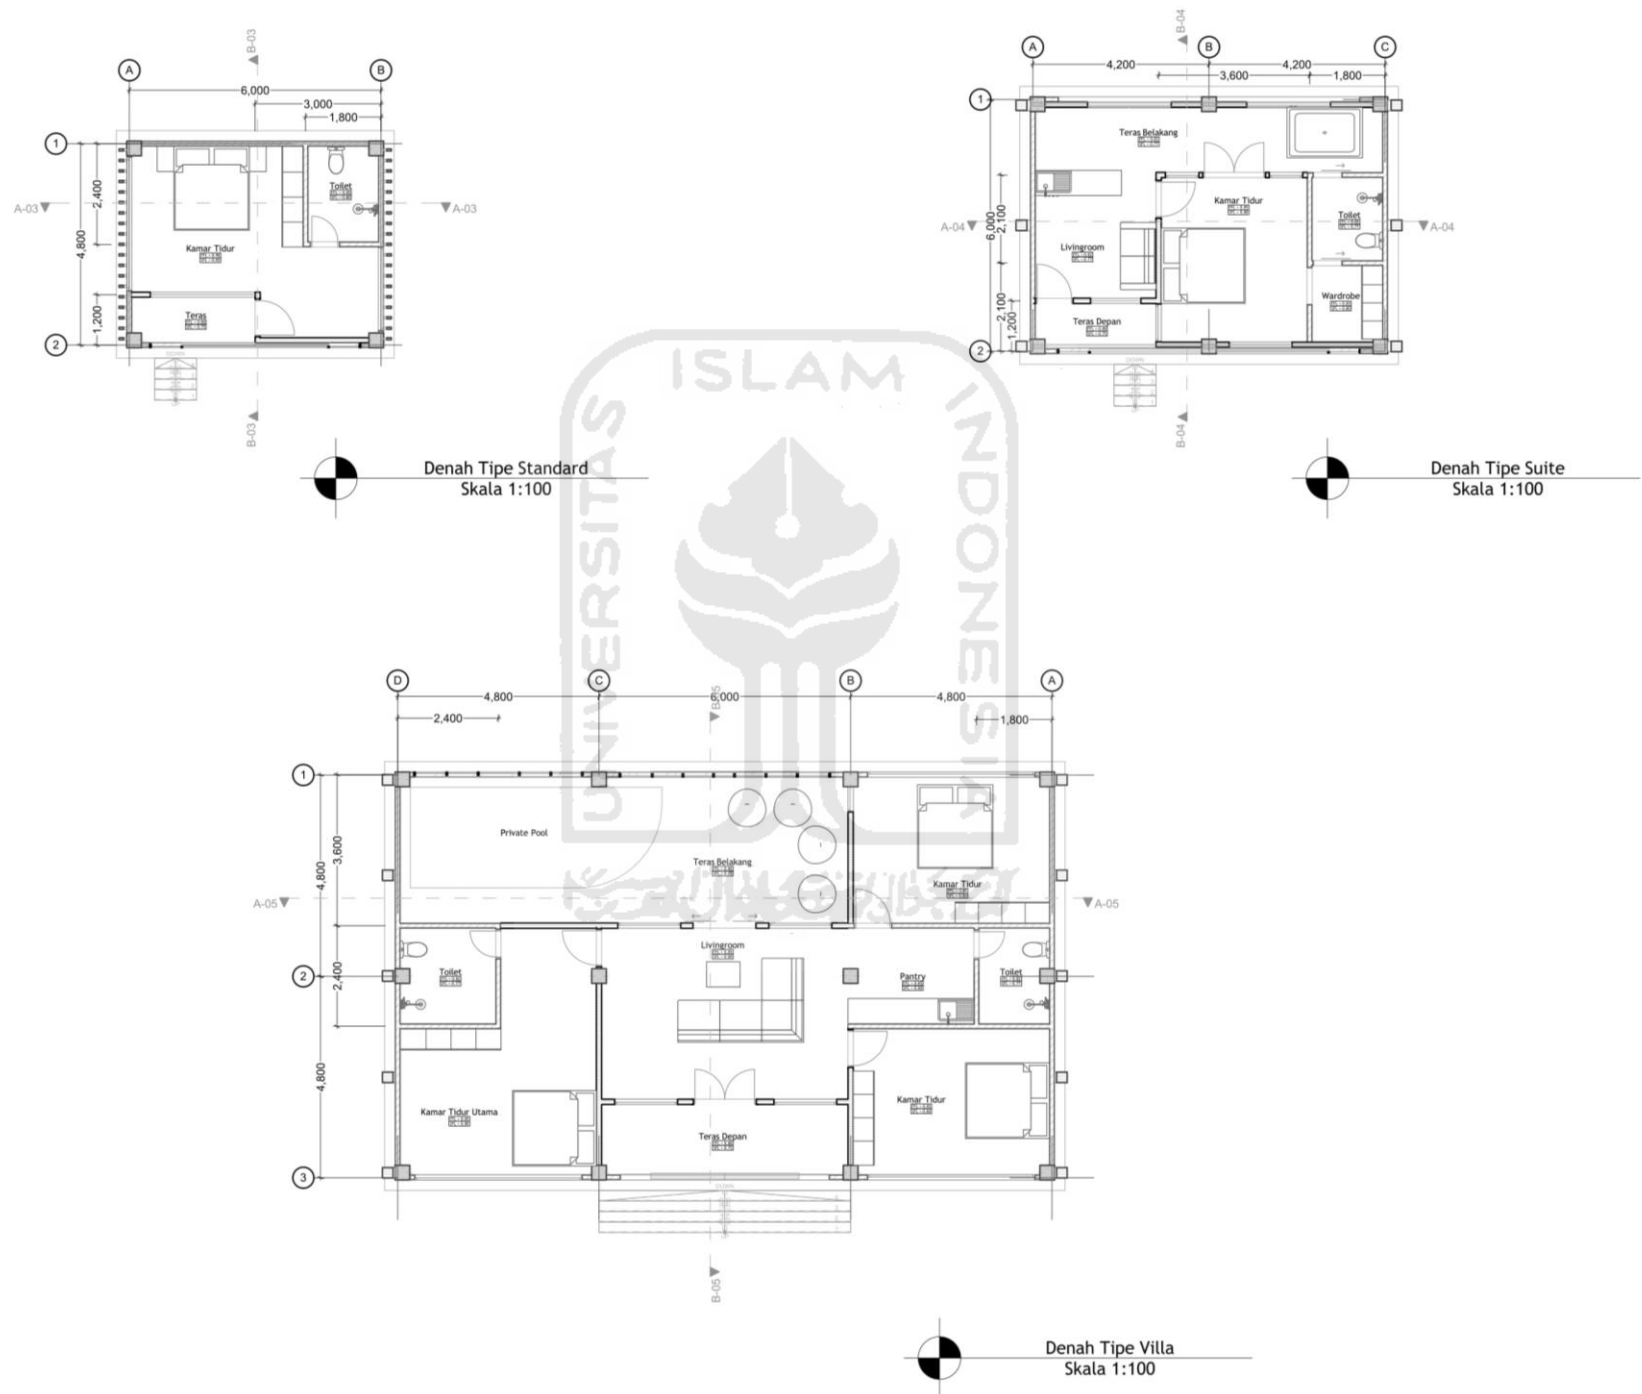 B-03
A
B
6,000
3,000
1,800
1
2,400
4,800
Toilet
A-03
A-03
Kamar Tidur
1,200
Teras
2
DOWN
B-03
Denah Tipe Standard
Skala 1:100
B-04
A
B
C
4,200
4,200
3,600
1,800
1
Teras Belakang
Kamar Tidur
2,100
6,000
Toilet
A-04
A-04
Livingroom
Wardrobe
2,100
1,200
Teras Depan
2
DOWN
B-04
Denah Tipe Suite
Skala 1:100
UNIVERSITAS
ISLAM
INDONESIA
D
C
B
A
4,800
6,000
4,800
B-05
2,400
1,800
1
3,600
4,800
Private Pool
Teras Belakang
Kamar Tidur
A-05
A-05
Livingroom
Toilet
Pantry
Toilet
2
2,400
4,800
Kamar Tidur Utama
Kamar Tidur
Teras Depan
3
DOWN
B-05
Denah Tipe Villa
Skala 1:100